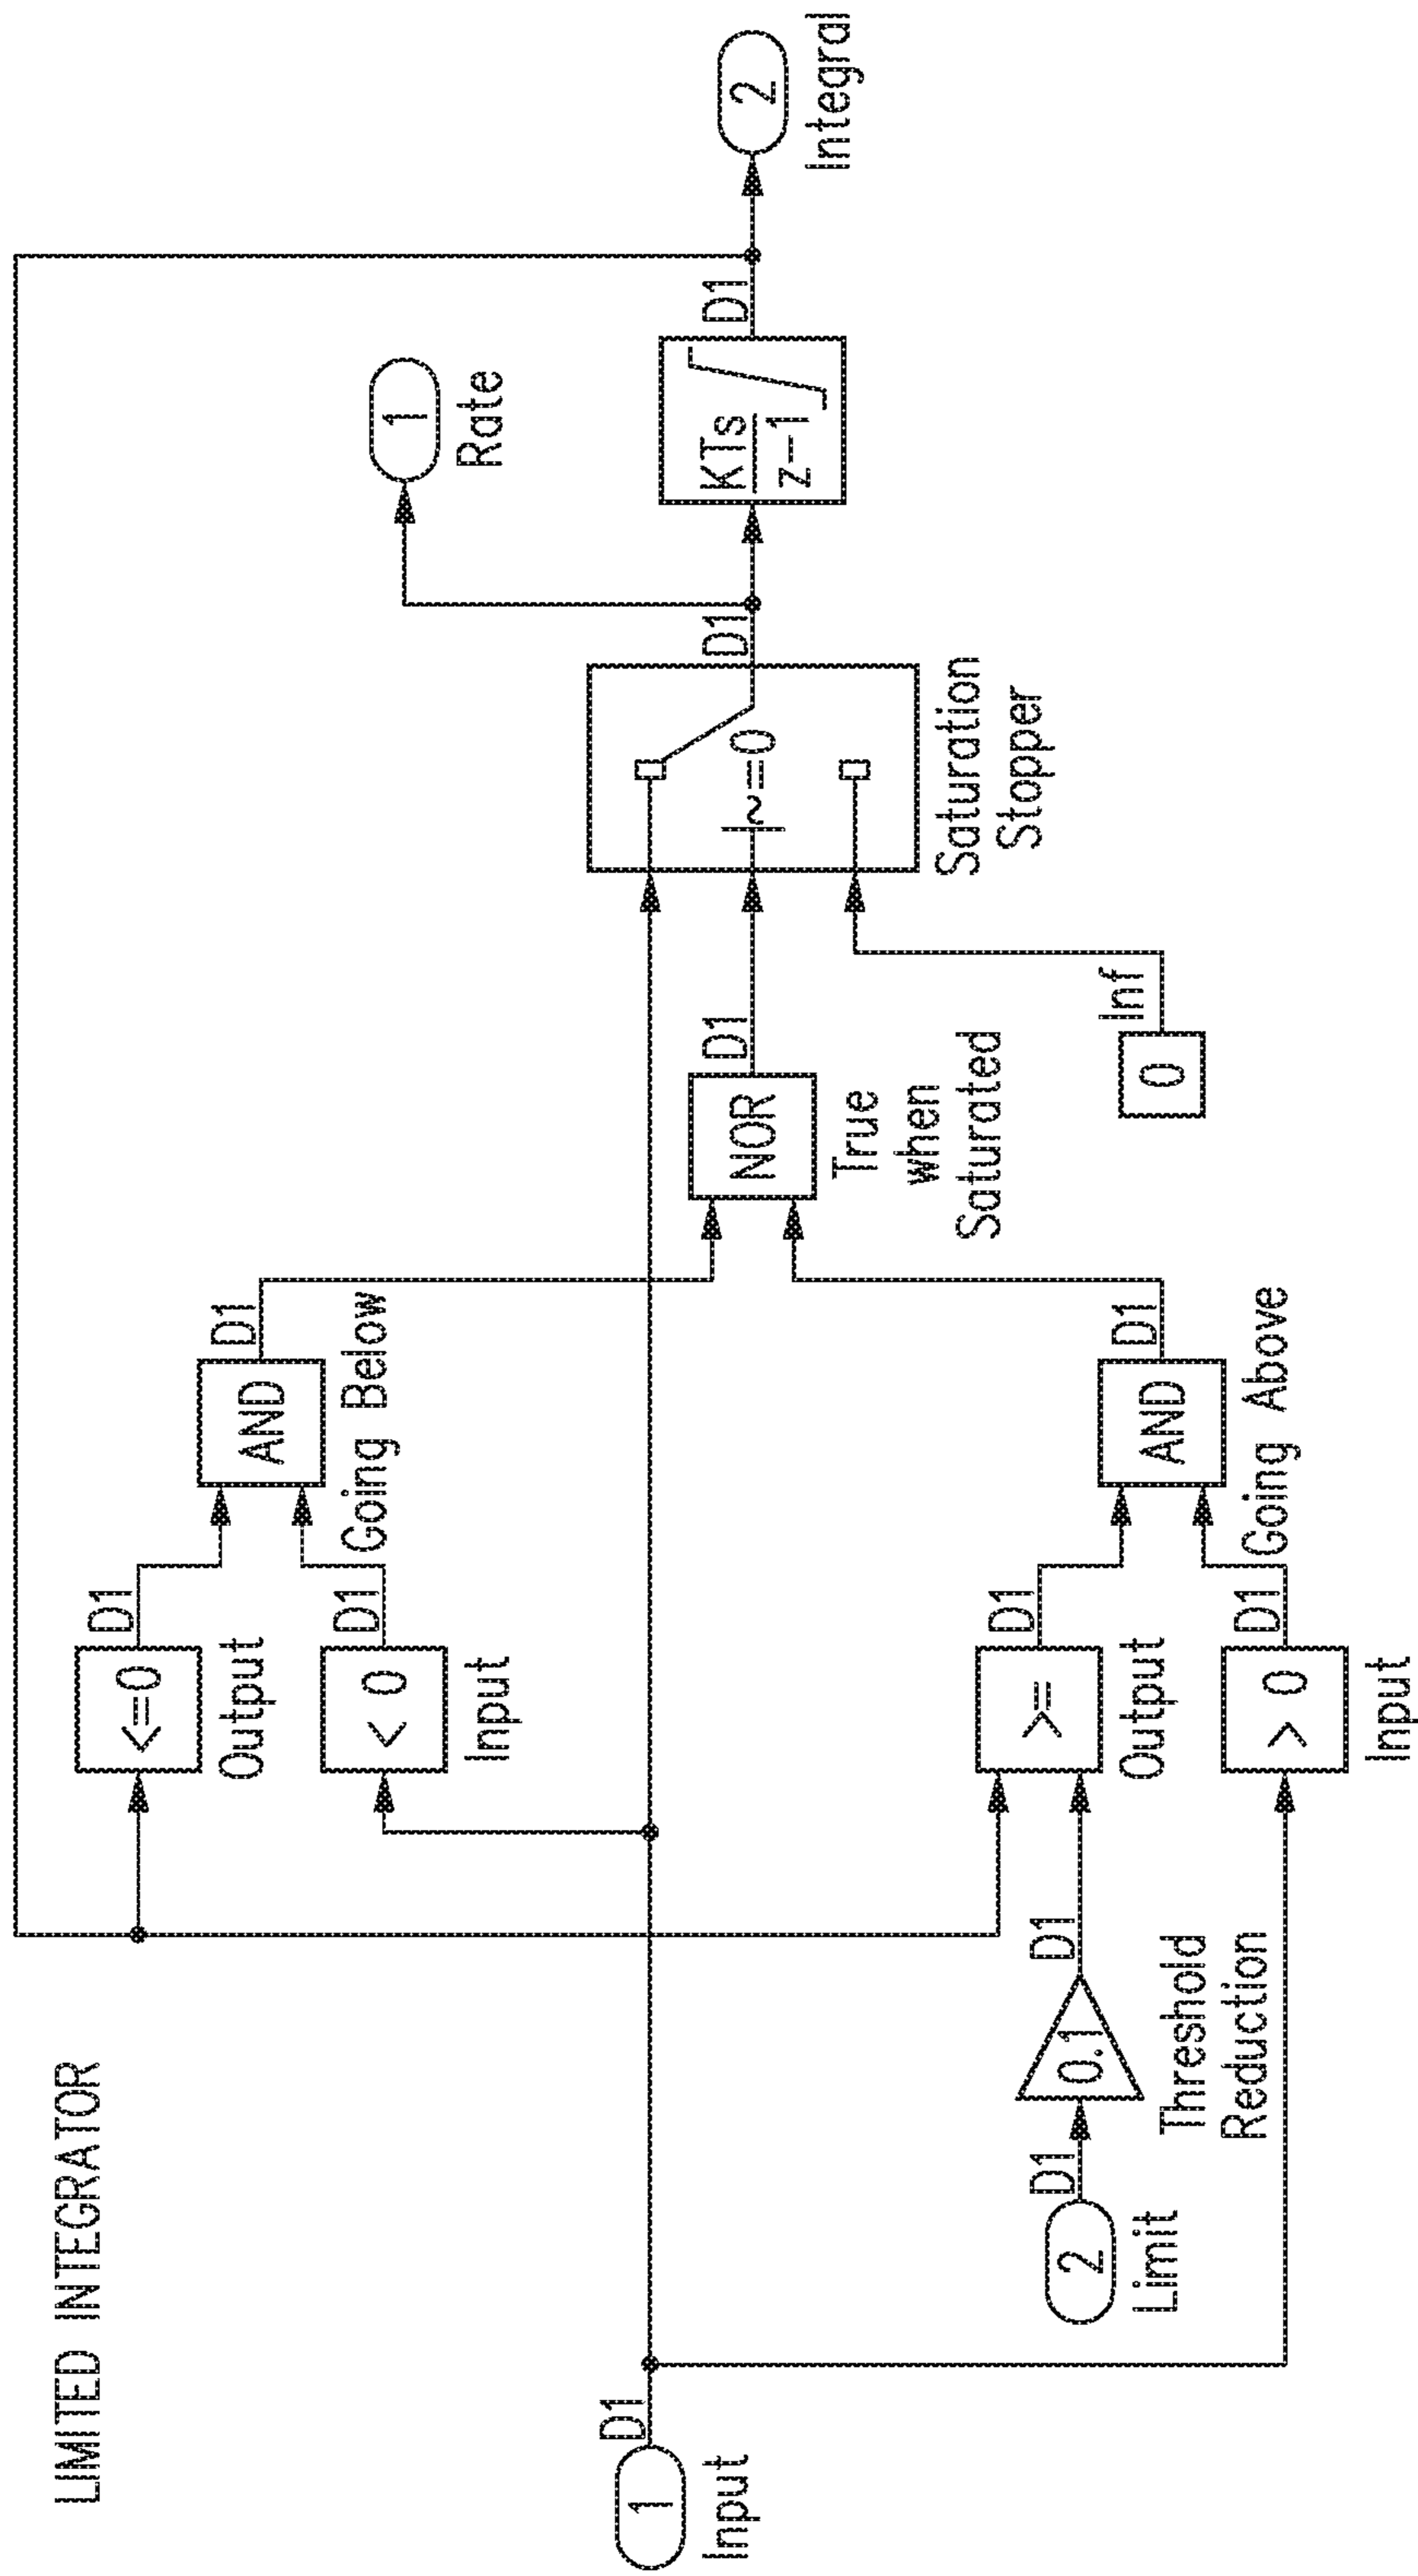 LIMITED INTEGRATOR
D1
<=0
Output
D1
< 0
Input
D1
AND
Going Below
1
Rate
1
Input
D1
D1
NOR
True
when
Saturated
~=0
Saturation
Stopper
D1
KTs
z-1
D1
2
Integral
0
Inf
2
Limit
D1
0.1
Threshold
Reduction
D1
>=
Output
D1
> 0
Input
D1
AND
Going Above
D1